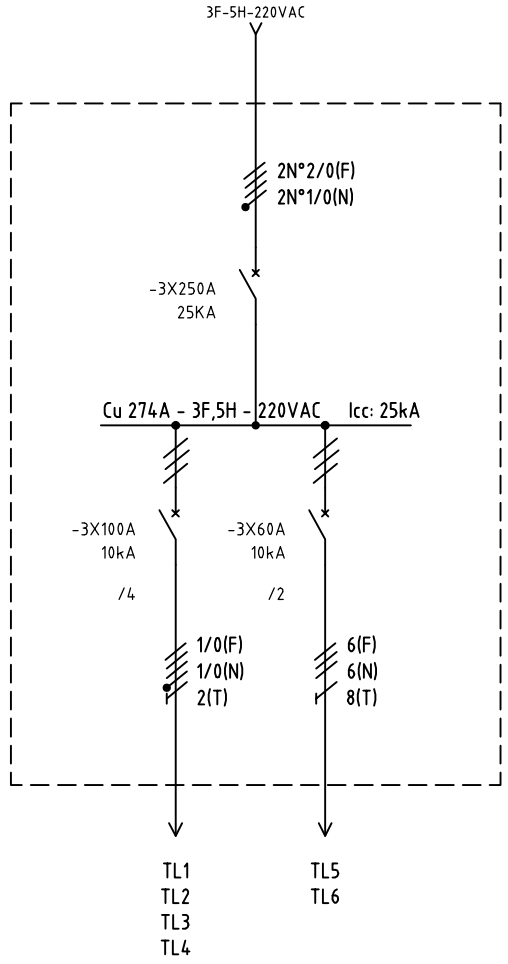 3F-5H-220VAC
2N°2/0(F)
2N°1/0(N)
-3X250A
25KA
Cu 274A - 3F,5H - 220VAC Icc: 25kA
-3X100A
10kA
/4
-3X60A
10kA
/2
1/0(F)
1/0(N)
2(T)
6(F)
6(N)
8(T)
TL1
TL2
TL3
TL4
TL5
TL6